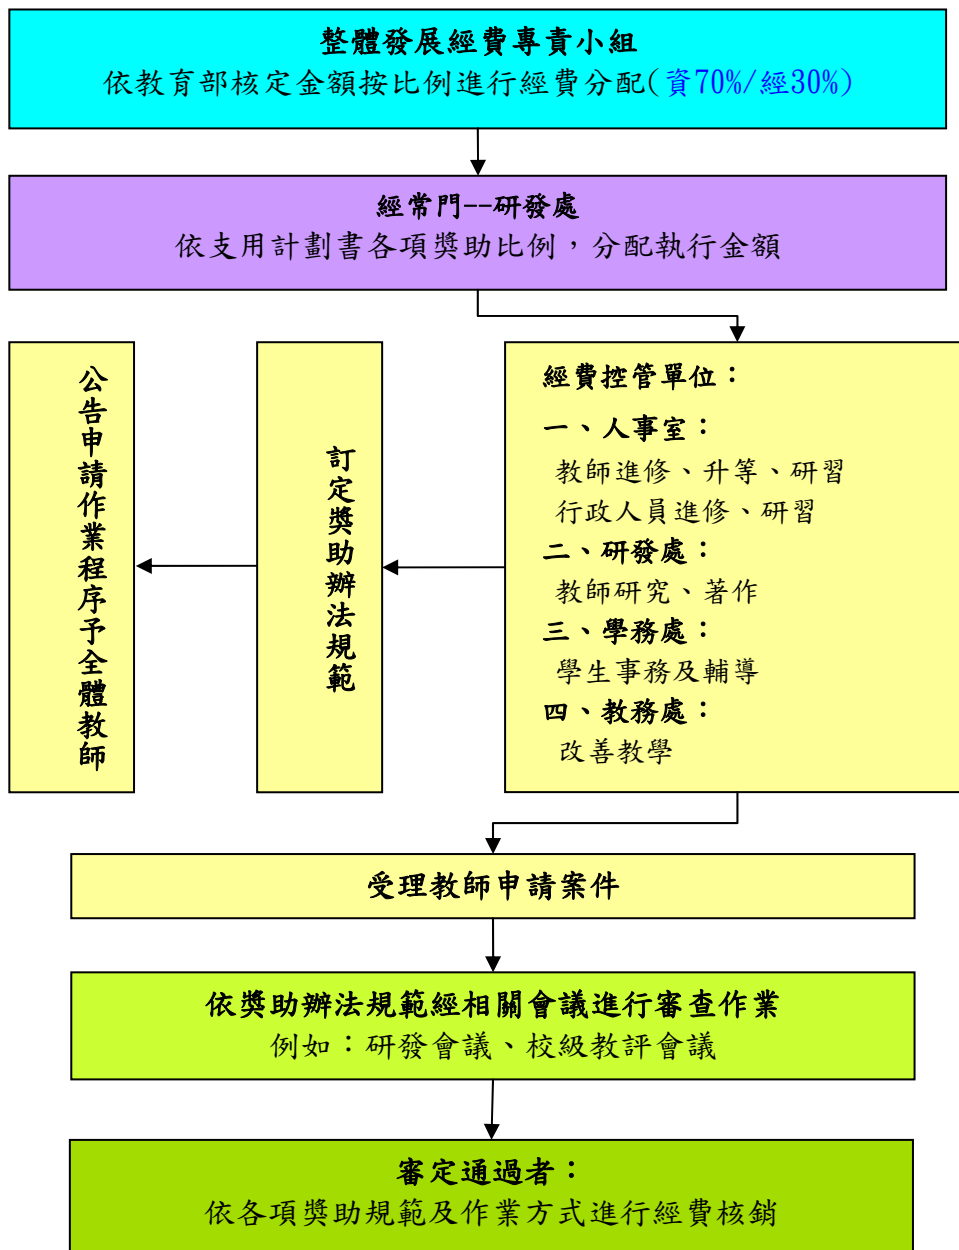 整體發展經費專責小組
依教育部核定金額按比例進行經費分配(資70%/經30%)
經常門--研發處
依支用計劃書各項獎助比例，分配執行金額
經費控管單位：
一、人事室：
教師進修、升等、研習
行政人員進修、研習
二、研發處：
教師研究、著作
三、學務處：
學生事務及輔導
四、教務處：
改善教學
訂定獎助辦法規範
公告申請作業程序予全體教師
受理教師申請案件
依獎助辦法規範經相關會議進行審查作業
例如：研發會議、校級教評會議
審定通過者：
依各項獎助規範及作業方式進行經費核銷